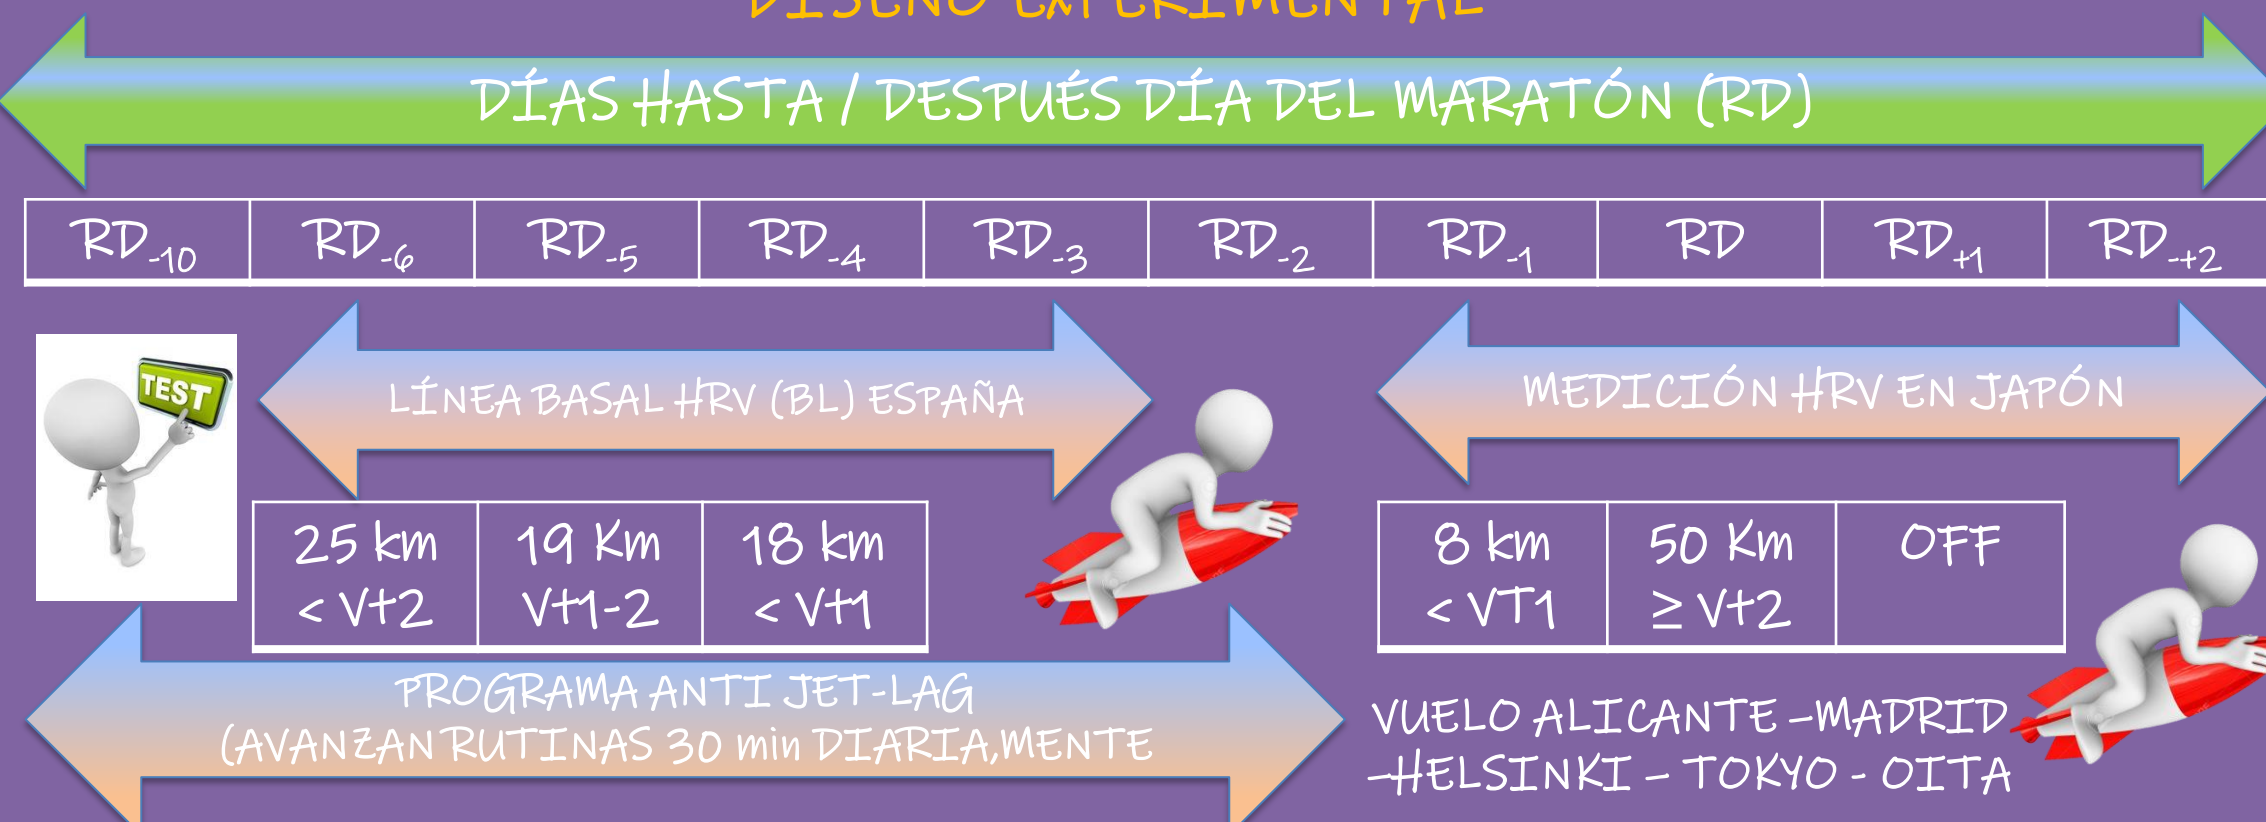 DISEÑO EXPERIMENTAL
DÍAS HASTA / DESPUÉS DÍA DEL MARATÓN (RD)
RD-10 RD-6 RD-5 RD-4 RD-3 RD-2 RD-1 RD RD+1 RD-+2
TEST
LÍNEA BASAL HRV (BL) ESPAÑA
MEDICIÓN HRV EN JAPÓN
25 km 19 Km 18 km
< Vt2 Vt1-2 < Vt1
8 km 50 Km OFF
< VT1 ≥ Vt2
PROGRAMA ANTI JET-LAG
(AVANZAN RUTINAS 30 min DIARIA,MENTE
VUELO ALICANTE –MADRID
–HELSINKI – TOKYO - OITA